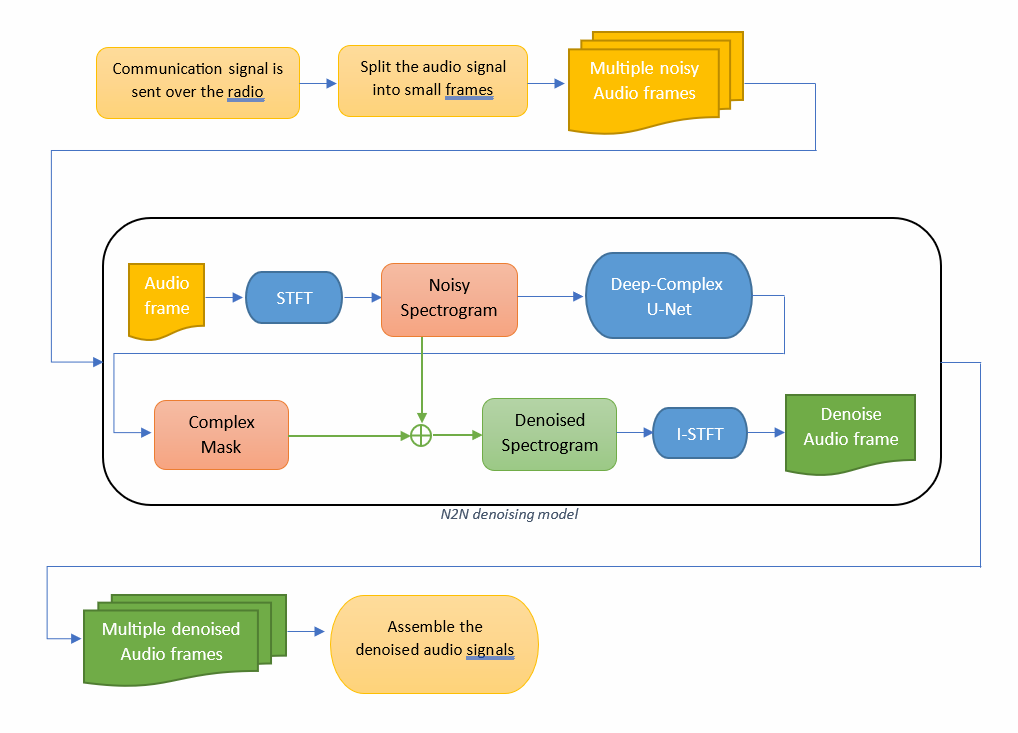 Communication signal is
sent over the radio
Split the audio signal
into small frames
Multiple noisy
Audio frames
Audio
frame
STFT
Noisy
Spectrogram
Deep-Complex
U-Net
Complex
Mask
Denoised
Spectrogram
I-STFT
Denoise
Audio frame
N2N denoising model
Multiple denoised
Audio frames
Assemble the
denoised audio signals